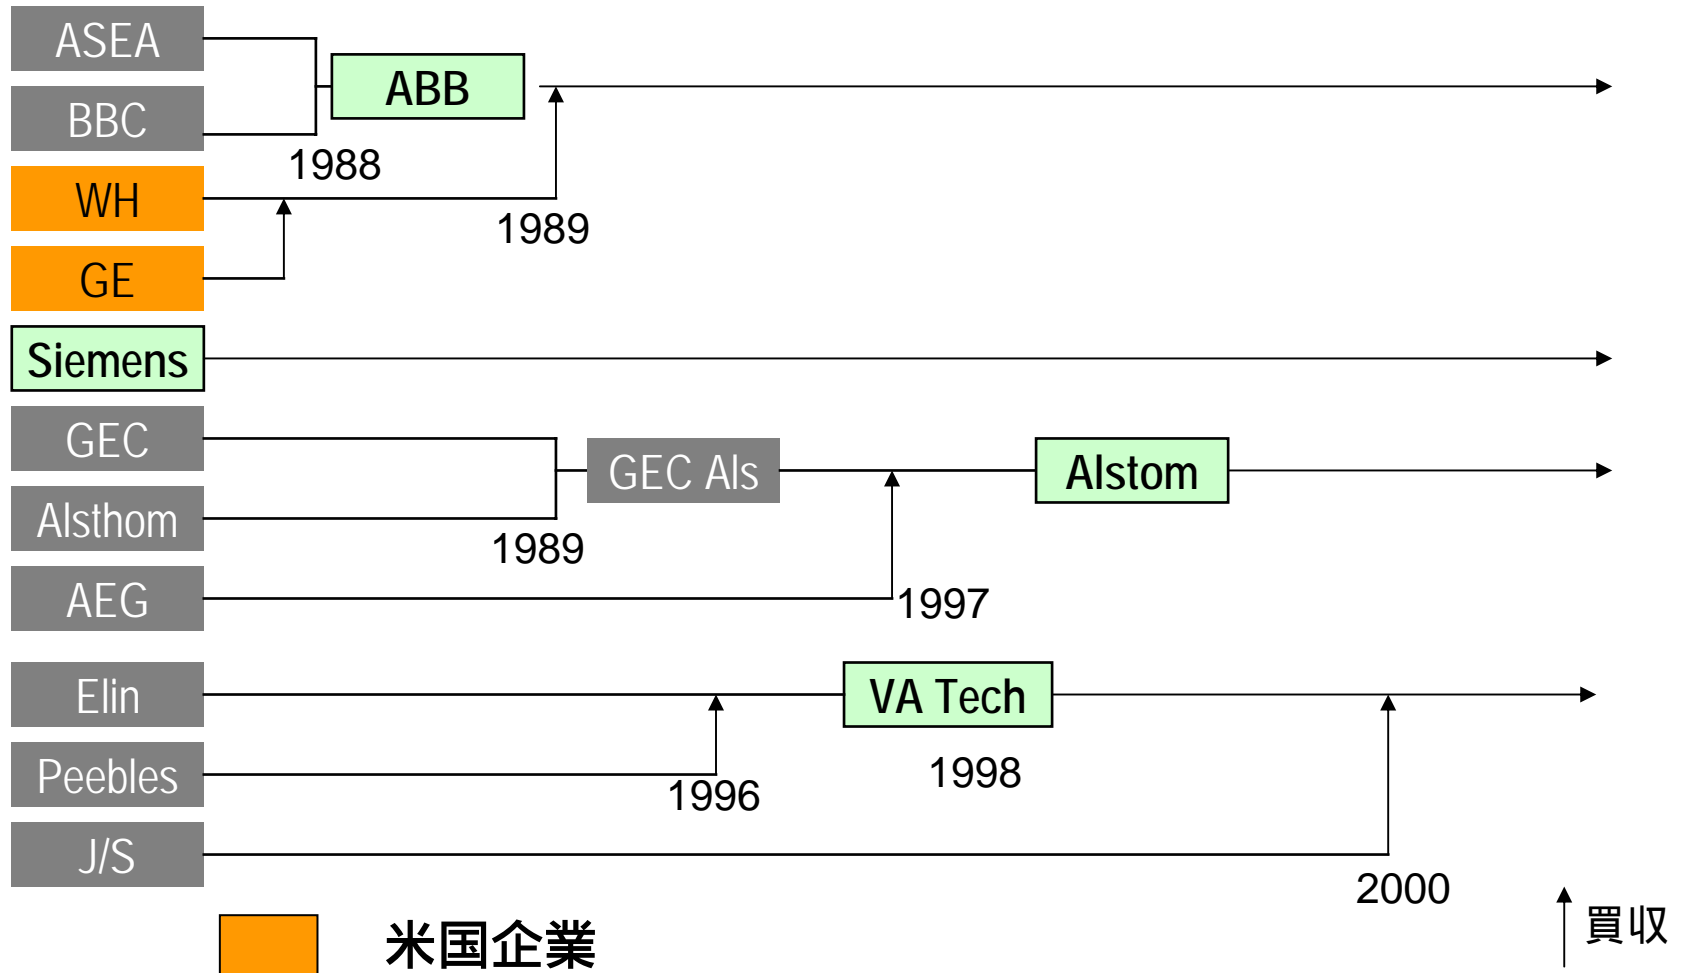 ASEA
ABB
BBC
1988
WH
1989
GE
Siemens
GEC
GEC Als
Alstom
Alsthom
1989
AEG
1997
Elin
VA Tech
Peebles
1996
1998
J/S
2000
米国企業
買収